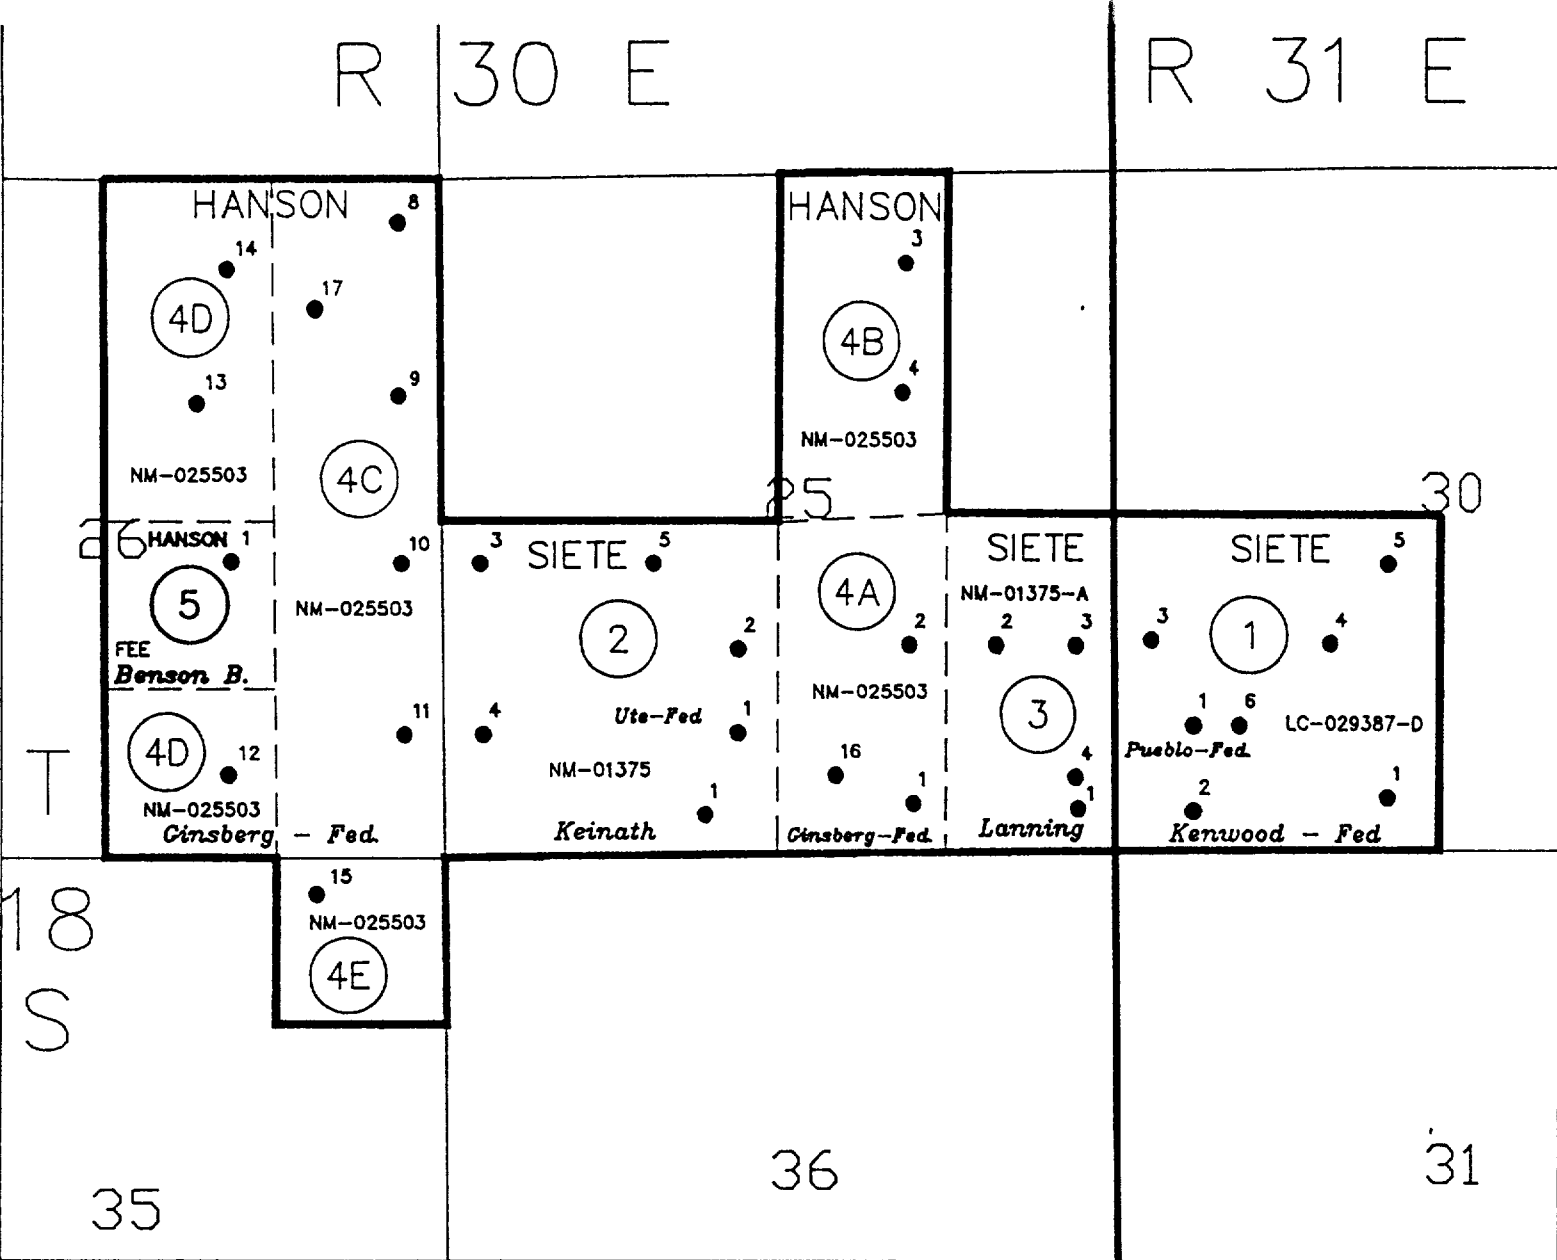 R 30 E
R 31 E
HANSON
8
14
17
4D
13
9
NM-025503
4C
HANSON
3
4B
4
NM-025503
25
30
26
HANSON 1
5
FEE
Benson B.
10
NM-025503
11
4D
12
NM-025503
Ginsberg - Fed.
3
SIETE
5
2
2
4
Ute-Fed
1
NM-01375
1
Keinath
4A
2
NM-025503
16
1
Ginsberg-Fed.
SIETE
NM-01375-A
2
3
3
4
1
Lanning
SIETE
5
3
1
4
1
6
LC-029387-D
Pueblo-Fed.
2
1
Kenwood - Fed
T
18
S
15
NM-025503
4E
35
36
31